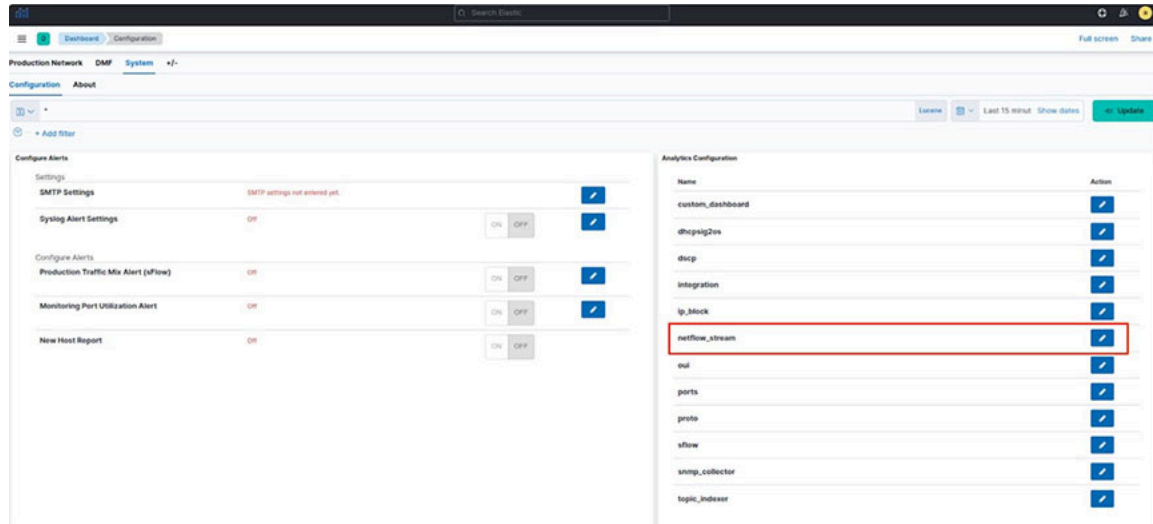 Search Elastic
D Dashboard Configuration Full screen Share
Production Network DMF System +/-
Configuration About
* Lucene Last 15 minut Show dates Update
+ Add filter
Configure Alerts
Settings
SMTP Settings SMTP settings not entered yet.
Syslog Alert Settings Off ON OFF
Configure Alerts
Production Traffic Mix Alert (sFlow) Off ON OFF
Monitoring Port Utilization Alert Off ON OFF
New Host Report Off ON OFF
Analytics Configuration
Name Action
custom_dashboard
dhcpsig2os
dscp
integration
ip_block
netflow_stream
oui
ports
proto
sflow
snmp_collector
topic_indexer